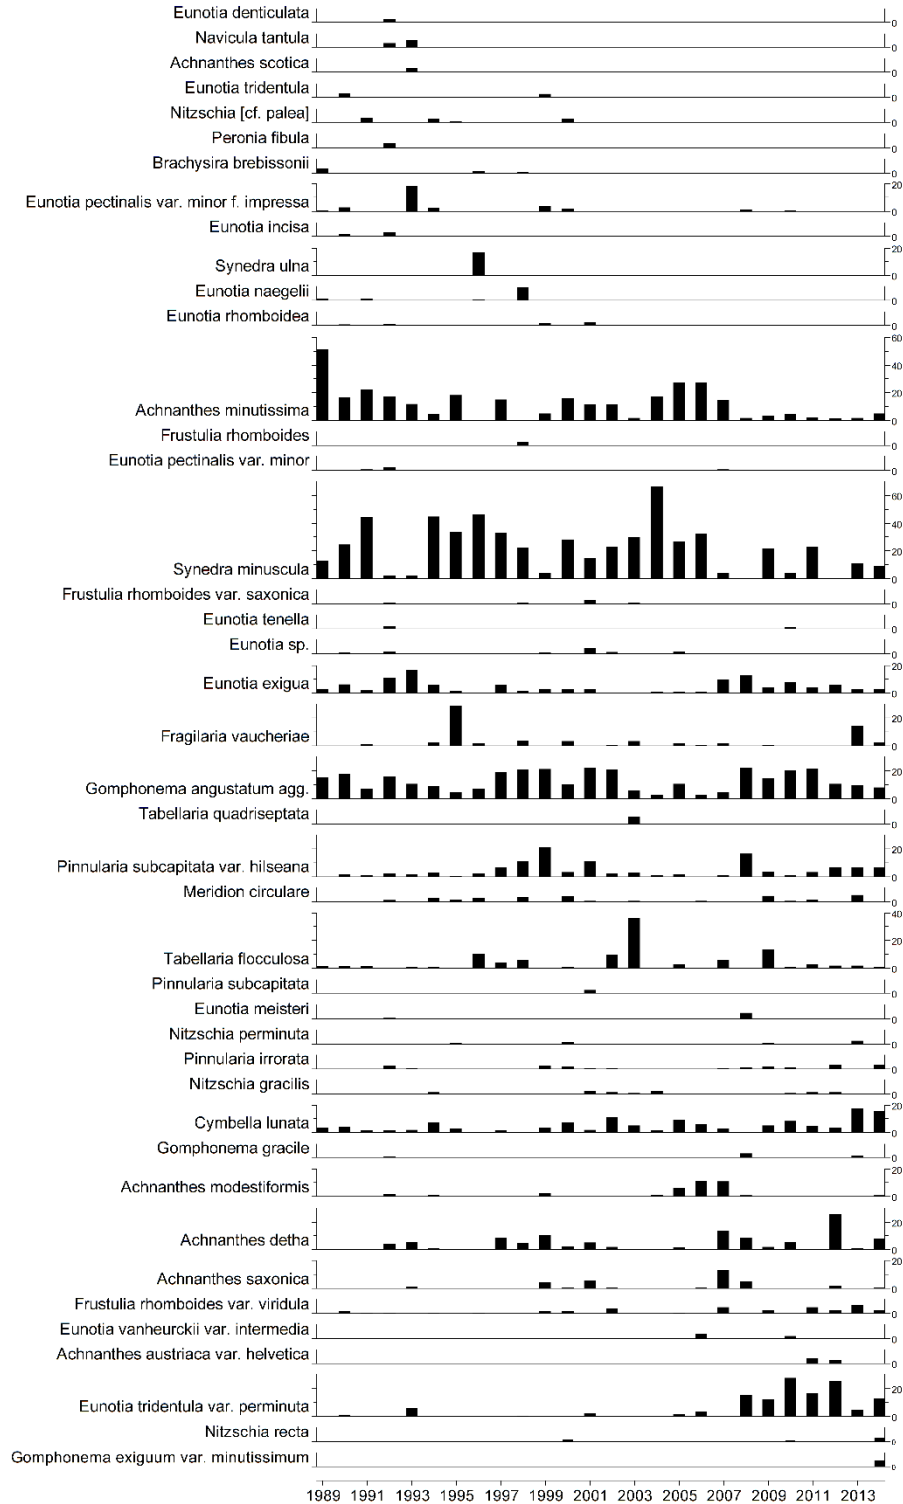 Eunotia denticulata 0
Navicula tantula 0
Achnanthes scotica 0
Eunotia tridentula 0
Nitzschia [cf. palea] 0
Peronia fibula 0
Brachysira brebissonii 0
20
Eunotia pectinalis var. minor f. impressa 0
Eunotia incisa 0
20
Synedra ulna 0
Eunotia naegelii 0
Eunotia rhomboidea 0
60
40
20
Achnanthes minutissima 0
Frustulia rhomboides 0
Eunotia pectinalis var. minor 0
60
40
20
Synedra minuscula 0
Frustulia rhomboides var. saxonica 0
Eunotia tenella 0
Eunotia sp. 0
20
Eunotia exigua 0
20
Fragilaria vaucheriae 0
20
Gomphonema angustatum agg. 0
Tabellaria quadriseptata 0
20
Pinnularia subcapitata var. hilseana 0
Meridion circulare 0
40
20
Tabellaria flocculosa 0
Pinnularia subcapitata 0
Eunotia meisteri 0
Nitzschia perminuta 0
Pinnularia irrorata 0
Nitzschia gracilis 0
20
Cymbella lunata 0
Gomphonema gracile 0
20
Achnanthes modestiformis 0
20
Achnanthes detha 0
Achnanthes saxonica 0
Frustulia rhomboides var. viridula 0
Eunotia vanheurckii var. intermedia 0
Achnanthes austriaca var. helvetica 0
20
Eunotia tridentula var. perminuta 0
Nitzschia recta 0
Gomphonema exiguum var. minutissimum 0
1989 1991 1993 1995 1997 1999 2001 2003 2005 2007 2009 2011 2013